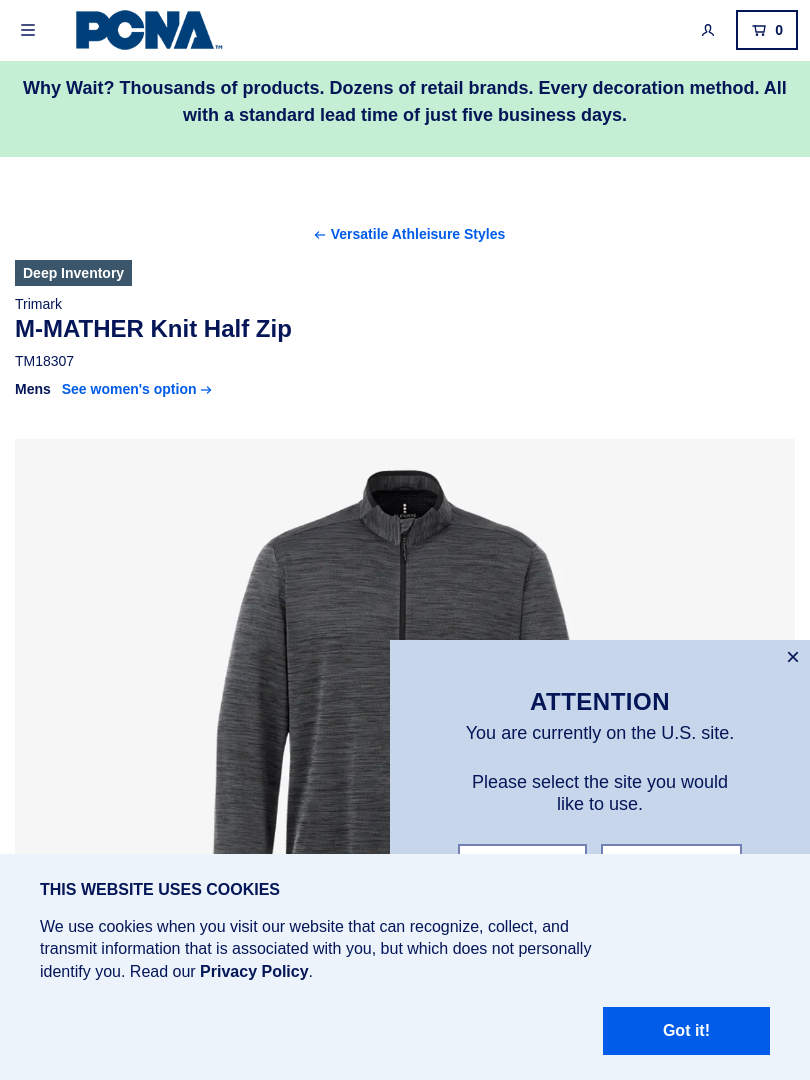 PCNA™
0
Why Wait? Thousands of products. Dozens of retail brands. Every decoration method. All
with a standard lead time of just five business days.
Versatile Athleisure Styles
Deep Inventory
Trimark
M-MATHER Knit Half Zip
TM18307
Mens See women's option
ELEVATE
ATTENTION
You are currently on the U.S. site.
Please select the site you would
like to use.
THIS WEBSITE USES COOKIES
We use cookies when you visit our website that can recognize, collect, and
transmit information that is associated with you, but which does not personally
identify you. Read our Privacy Policy.
Got it!